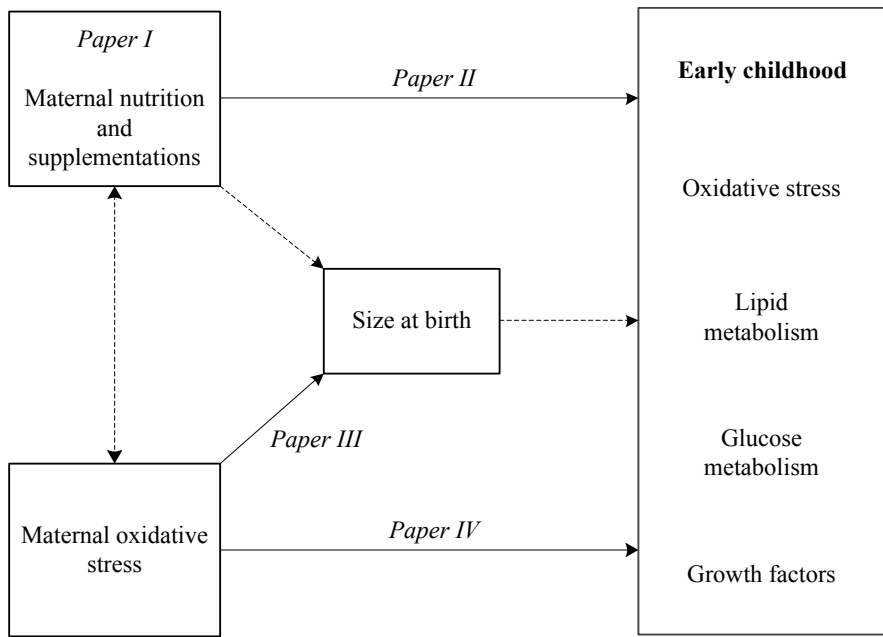 Paper I
Maternal nutrition
and
supplementations
Paper II
Early childhood
Oxidative stress
Size at birth
Lipid
metabolism
Paper III
Glucose
metabolism
Maternal oxidative
stress
Paper IV
Growth factors